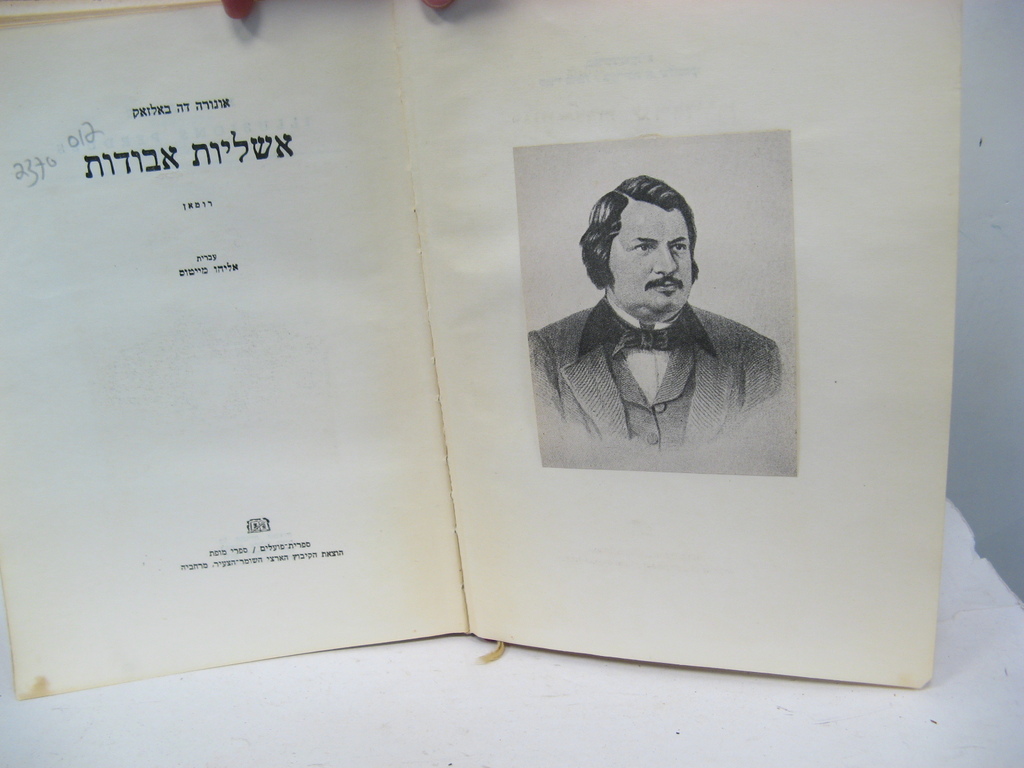 אונורה דה באלזאק
אשליות אבודות
רומאן
עברית
אליהו מייטוס
ספרית־פועלים / ספרי מופת
הוצאת הקיבוץ הארצי השומר־הצעיר. מרחביה
2370